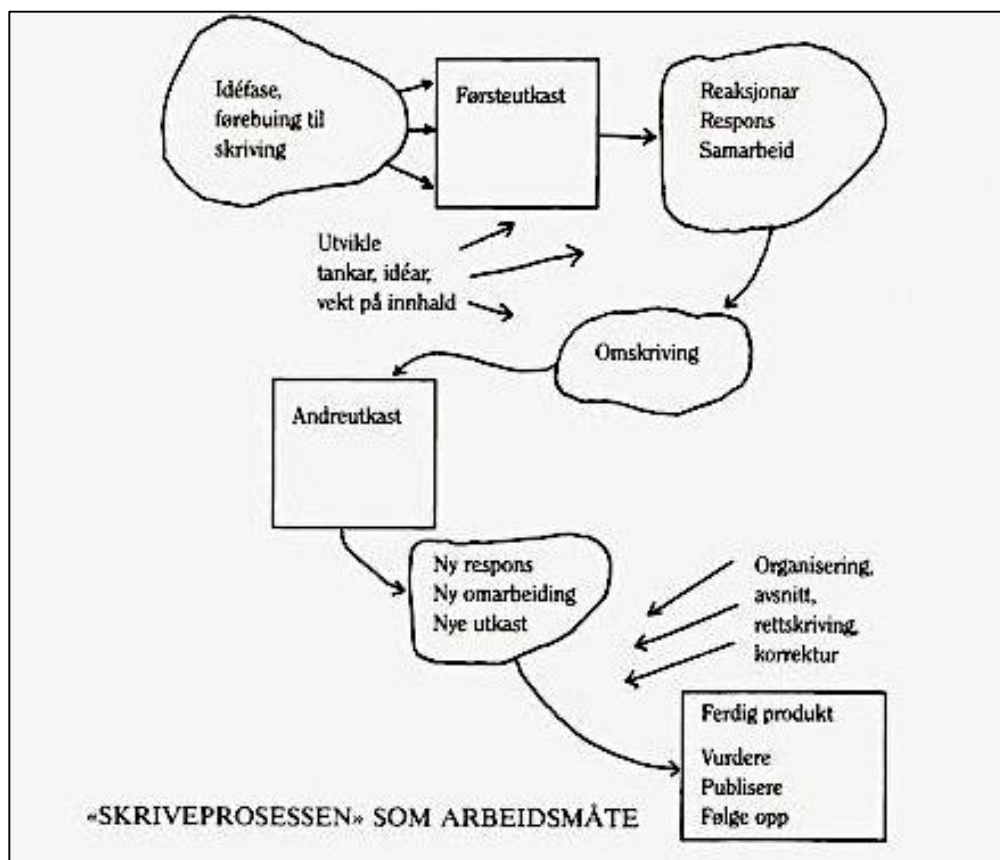 Idéfase,
førebuing til
skriving
Førsteutkast
Reaksjonar
Respons
Samarbeid
Utvikle
tankar, idéar,
vekt på innhald
Omskriving
Andreutkast
Ny respons
Ny omarbeiding
Nye utkast
Organisering,
avsnitt,
rettskriving,
korrektur
Ferdig produkt
Vurdere
Publisere
Følge opp
«SKRIVEPROSESSEN» SOM ARBEIDSMÅTE